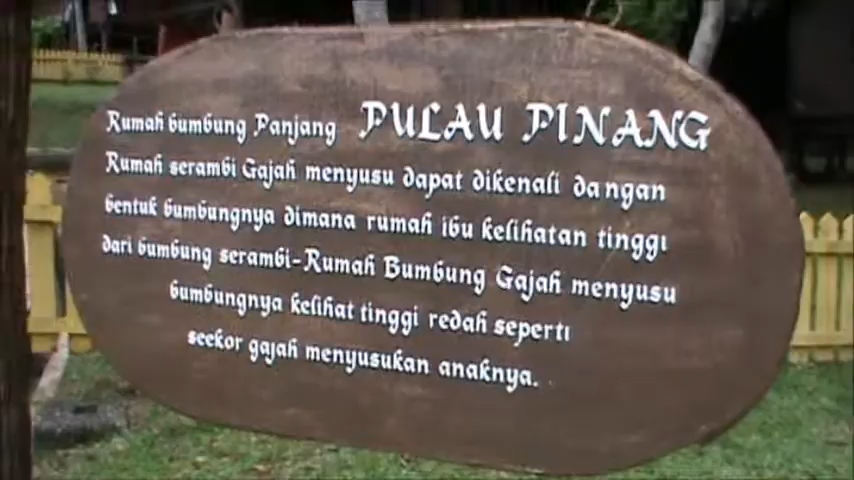 Rumah bumbung Panjang PULAU PINANG
Rumah serambi Gajah menyusu dapat dikenali dangan
bentuk bumbungnya dimana rumah ibu kelihatan tinggi
dari bumbung serambi-Rumah Bumbung Gajah menyusu
bumbungnya kelihat tinggi redah seperti
seekor gajah menyusukan anaknya.